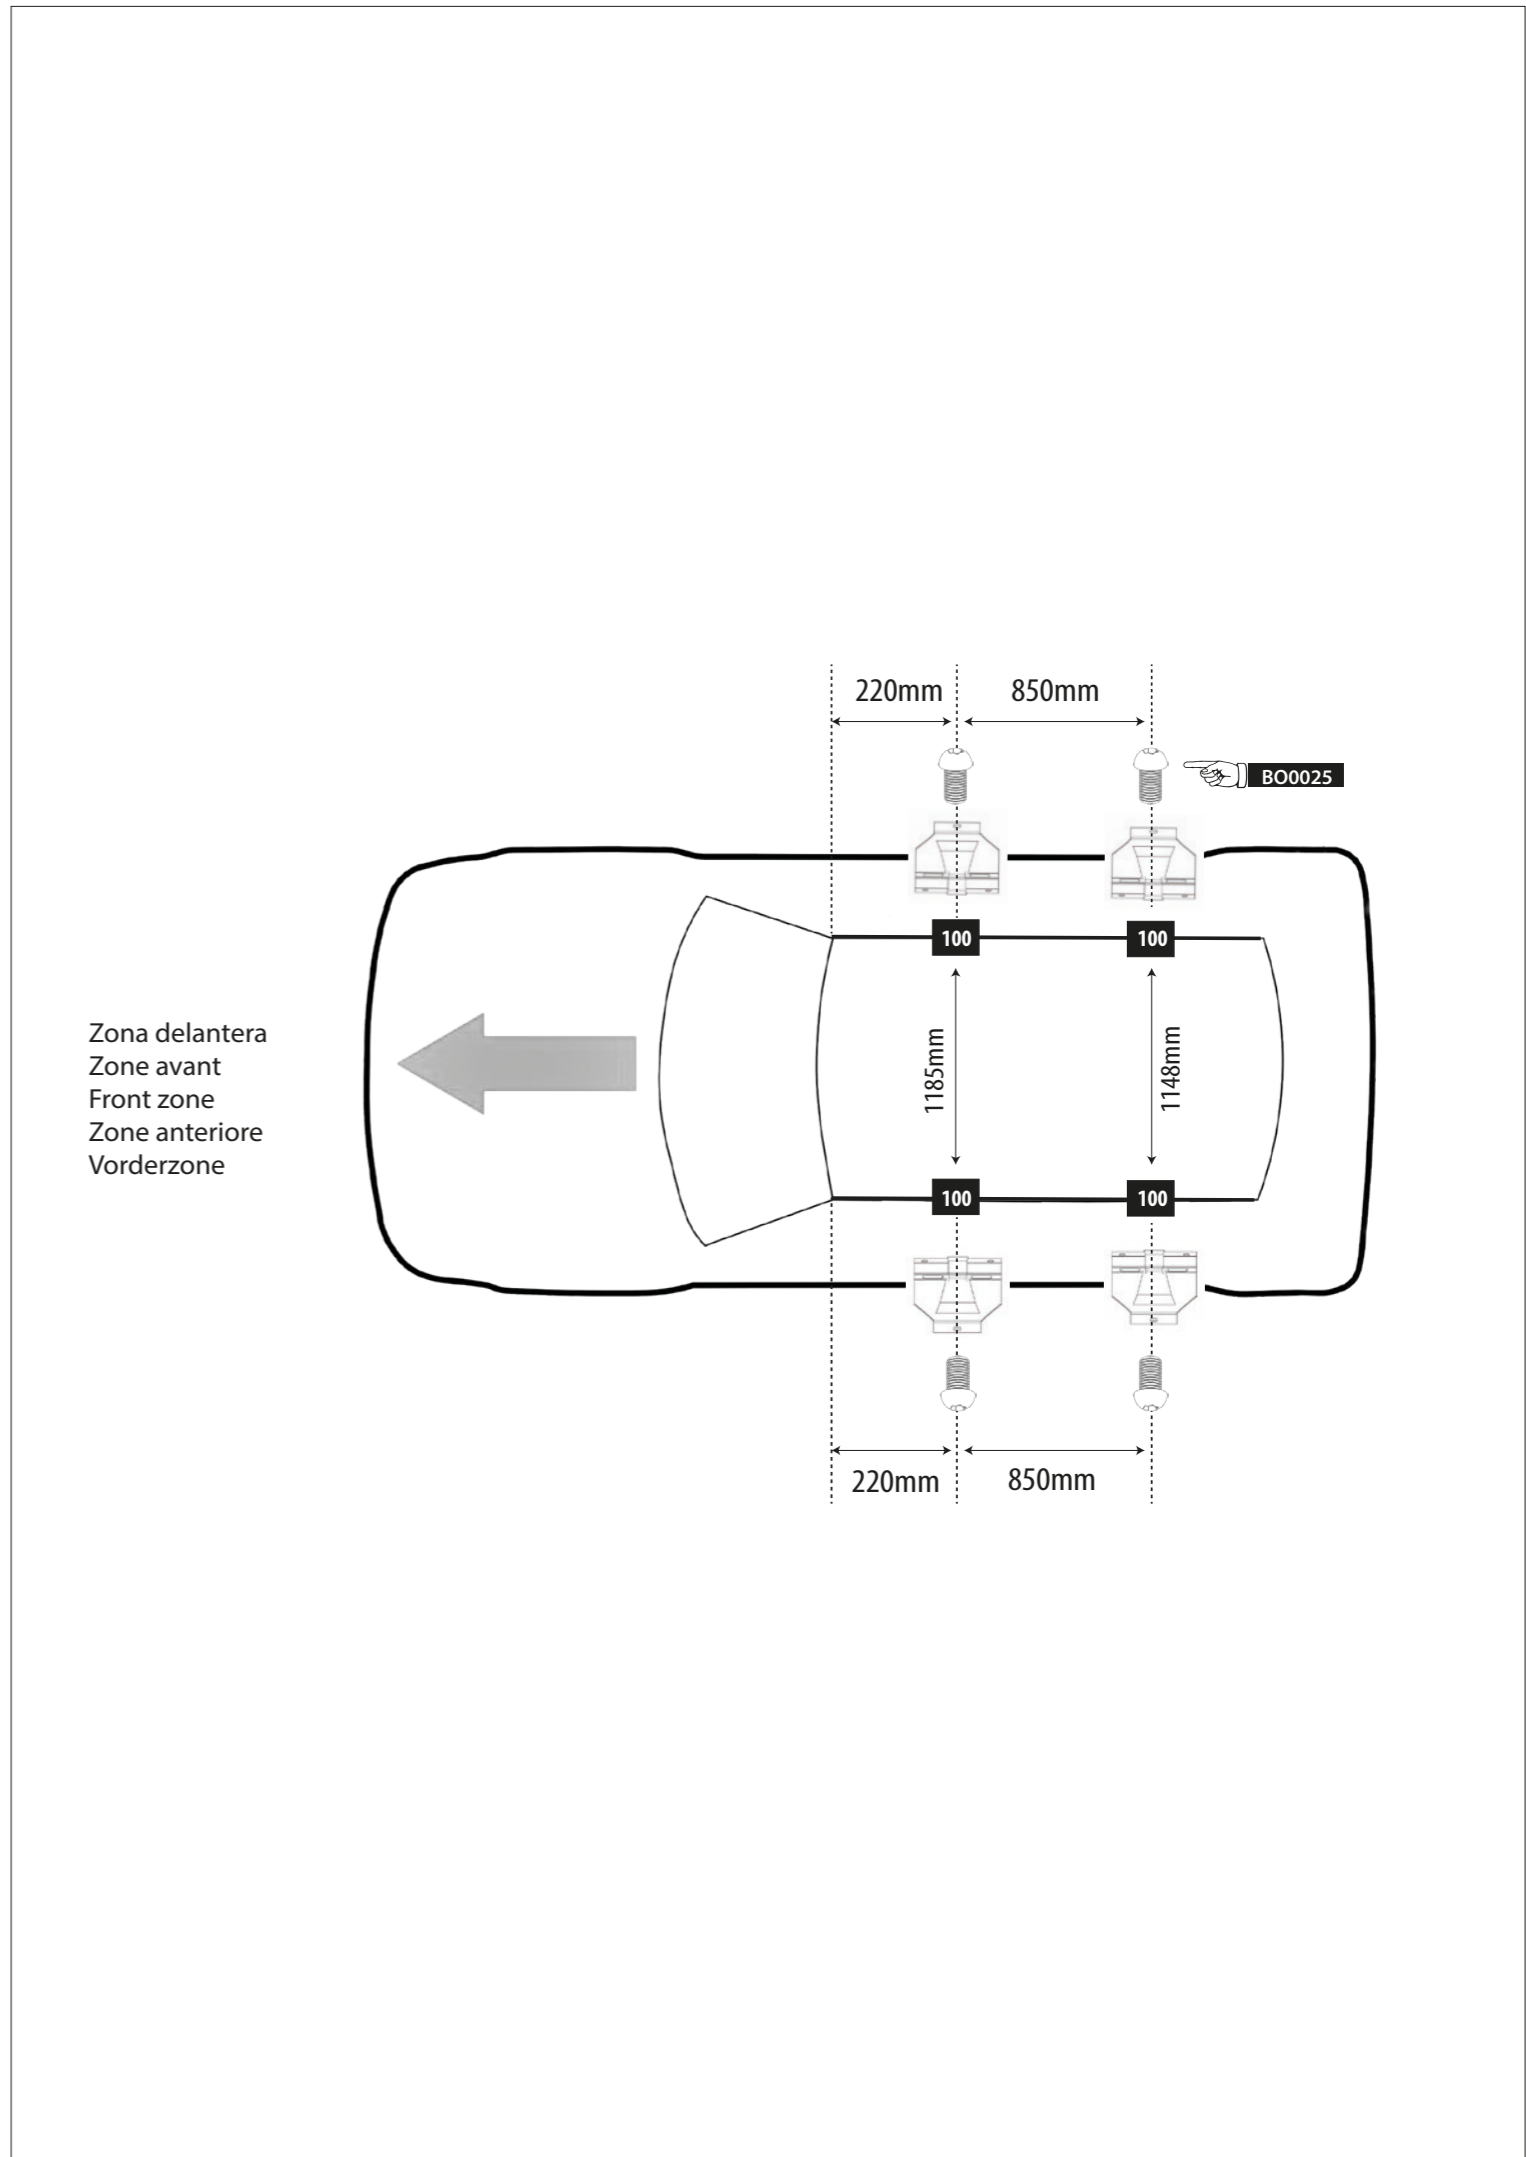 220mm 850mm
BO0025
100 100
Zona delantera
Zone avant
Front zone
Zone anteriore
Vorderzone
1185mm
1148mm
100 100
220mm 850mm